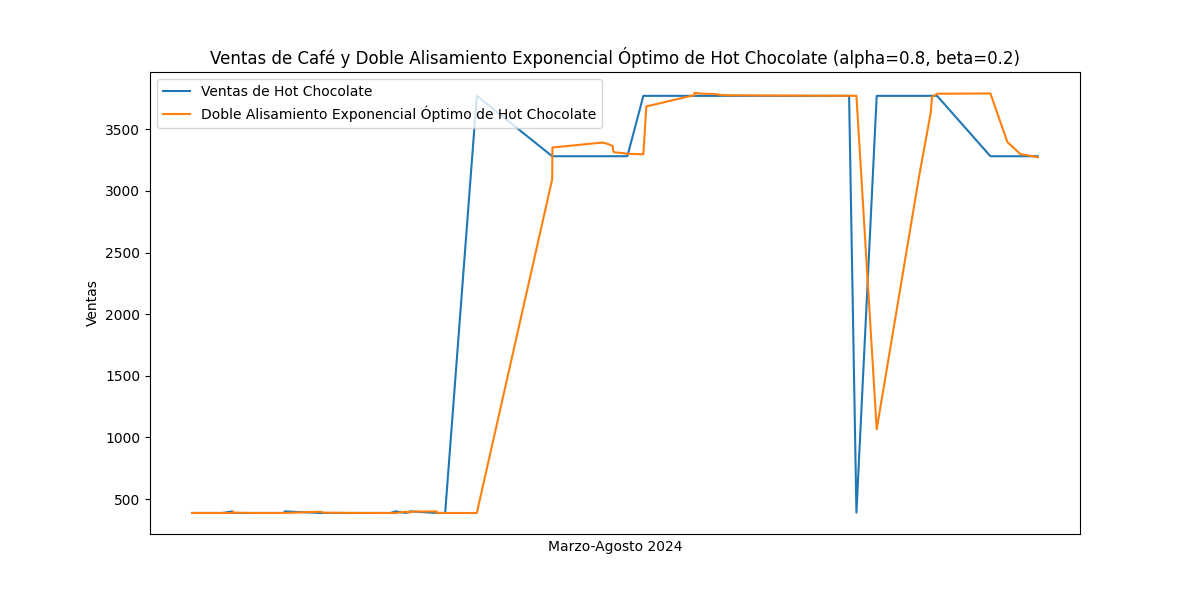 Ventas de Café y Doble Alisamiento Exponencial Óptimo de Hot Chocolate (alpha=0.8, beta=0.2)
Ventas de Hot Chocolate
Doble Alisamiento Exponencial Óptimo de Hot Chocolate
3500
3000
2500
2000
1500
1000
500
Ventas
Marzo-Agosto 2024